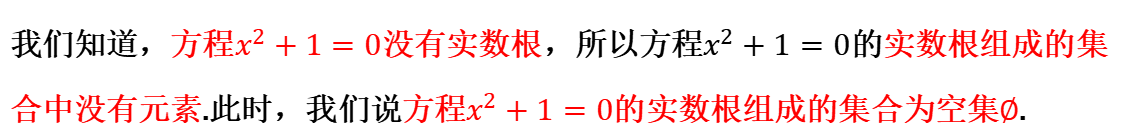 我们知道，方程𝑥² + 1 = 0没有实数根，所以方程𝑥² + 1 = 0的实数根组成的集
合中没有元素.此时，我们说方程𝑥² + 1 = 0的实数根组成的集合为空集∅.